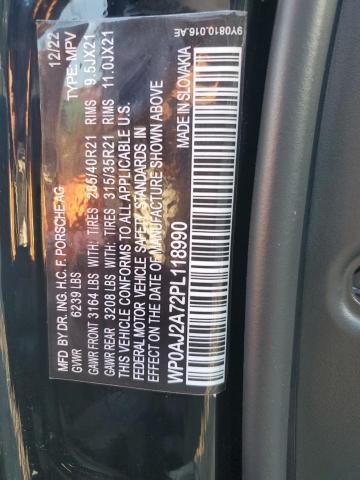 MFD BY DR. ING. H.C. F. PORSCHE AG 12/22
GVWR 6239 LBS TYPE: MPV
GAWR FRONT 3164 LBS WITH: TIRES 285/40R21 RIMS 9.5JX21
GAWR REAR 3208 LBS WITH: TIRES 315/35R21 RIMS 11.0JX21
THIS VEHICLE CONFORMS TO ALL APPLICABLE U.S.
FEDERAL MOTOR VEHICLE SAFETY STANDARDS IN
EFFECT ON THE DATE OF MANUFACTURE SHOWN ABOVE
MADE IN SLOVAKIA
WP0AJ2A72PL118990
9Y0810.016.AE